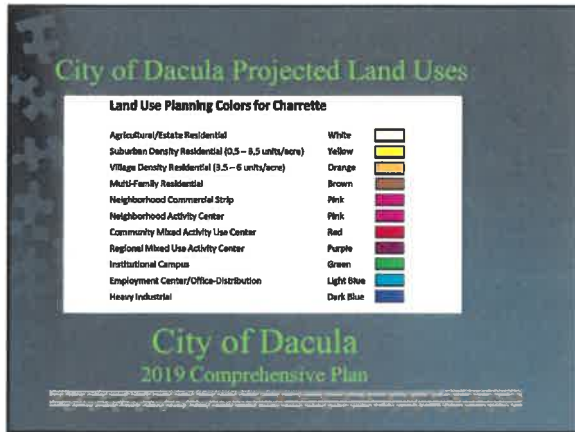 City of Dacula Projected Land Uses
Land Use Planning Colors for Charrette
Agricultural/Estate Residential White
Suburban Density Residential (0.5 – 3.5 units/acre) Yellow
Village Density Residential (3.5 – 6 units/acre) Orange
Multi-Family Residential Brown
Neighborhood Commercial Strip Pink
Neighborhood Activity Center Pink
Community Mixed Activity Use Center Red
Regional Mixed Use Activity Center Purple
Institutional Campus Green
Employment Center/Office-Distribution Light Blue
Heavy Industrial Dark Blue
City of Dacula
2019 Comprehensive Plan